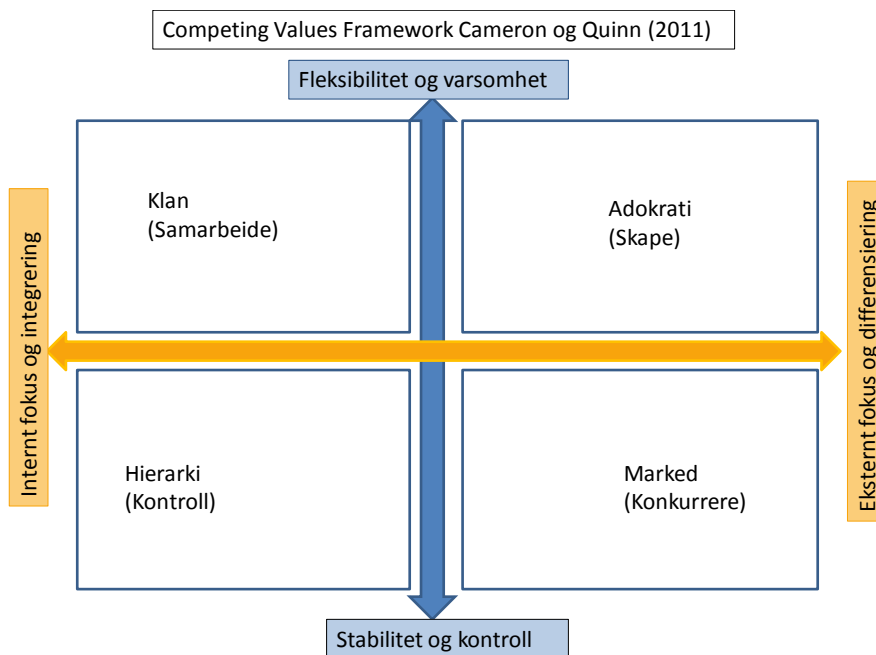 Competing Values Framework Cameron og Quinn (2011)
Fleksibilitet og varsomhet
Klan
(Samarbeide)
Adokrati
(Skape)
Internt fokus og integrering
Eksternt fokus og differensiering
Hierarki
(Kontroll)
Marked
(Konkurrere)
Stabilitet og kontroll